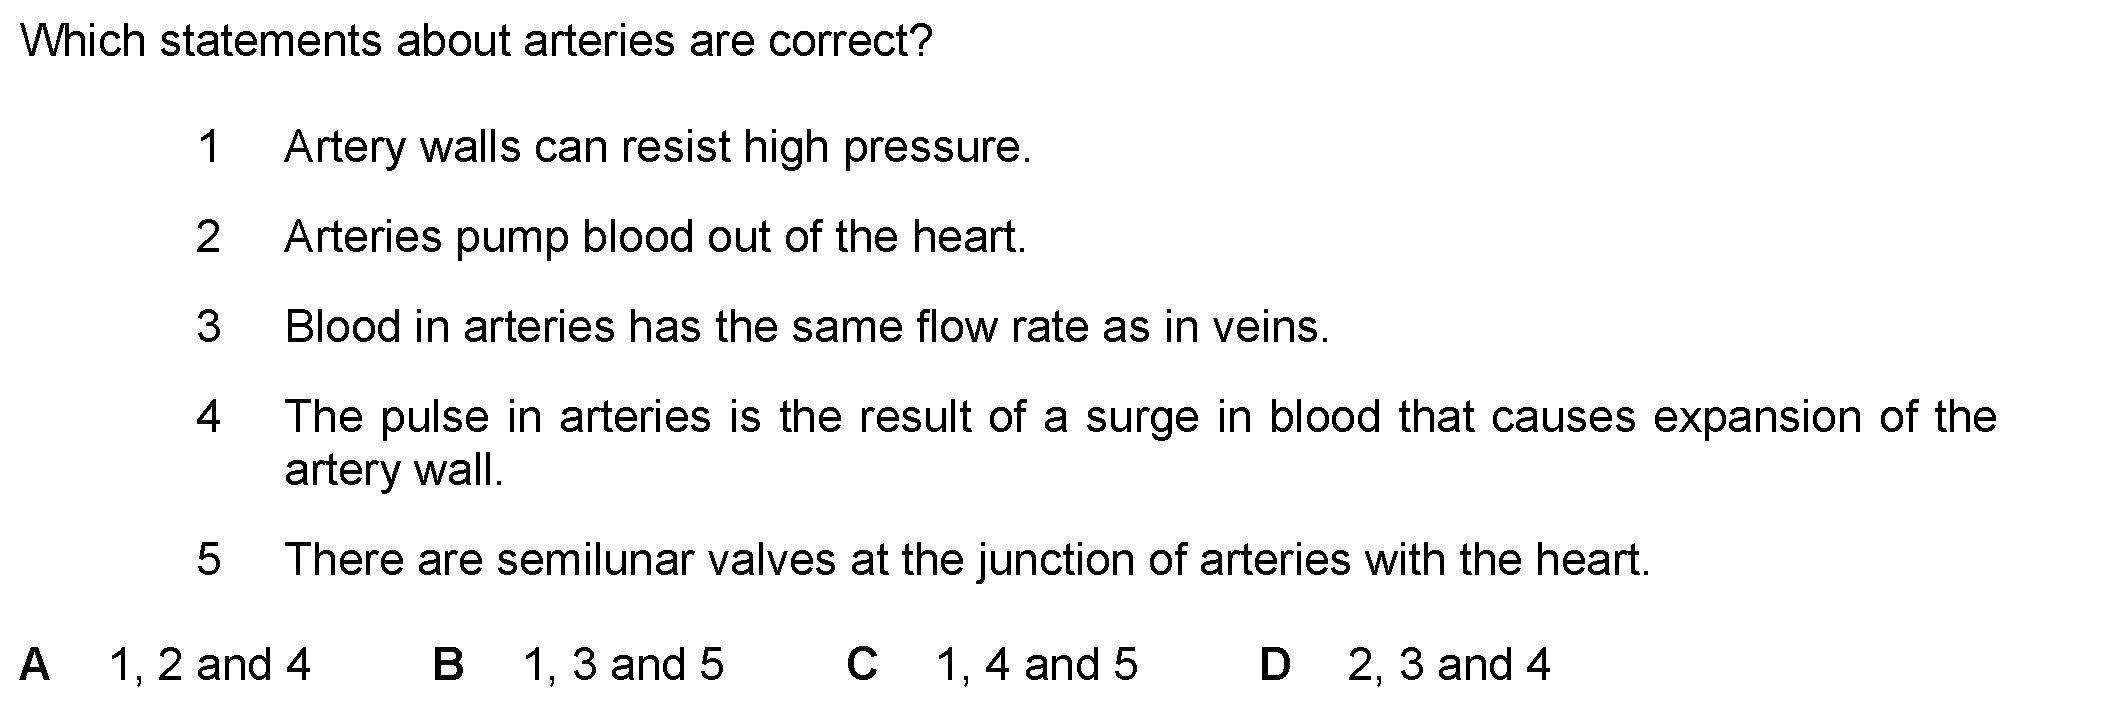 Which statements about arteries are correct?
1 Artery walls can resist high pressure.
2 Arteries pump blood out of the heart.
3 Blood in arteries has the same flow rate as in veins.
4 The pulse in arteries is the result of a surge in blood that causes expansion of the
artery wall.
5 There are semilunar valves at the junction of arteries with the heart.
A 1, 2 and 4 B 1, 3 and 5 C 1, 4 and 5 D 2, 3 and 4